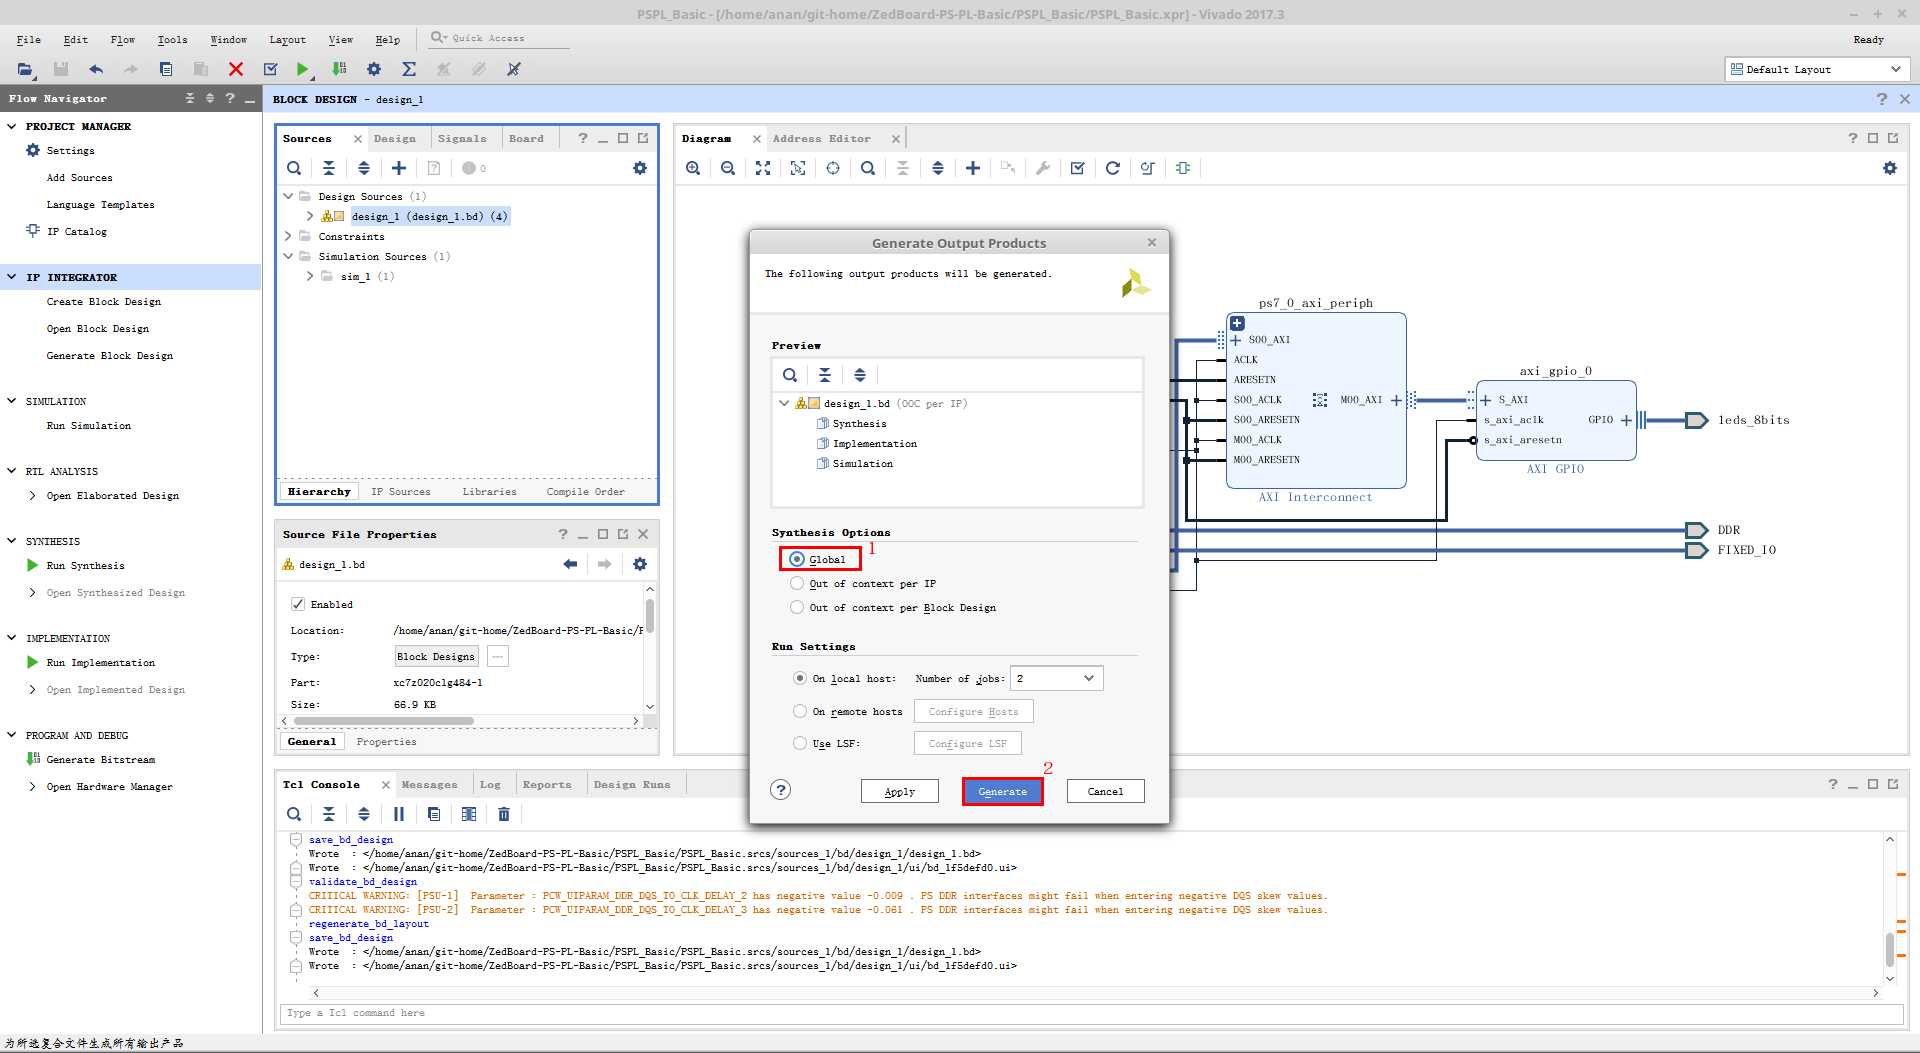 PSPL_Basic - [/home/anan/git-home/ZedBoard-PS-PL-Basic/PSPL_Basic/PSPL_Basic.xpr] - Vivado 2017.3
File Edit Flow Tools Window Layout View Help Quick Access
Ready
Default Layout
Flow Navigator
PROJECT MANAGER
Settings
Add Sources
Language Templates
IP Catalog
IP INTEGRATOR
Create Block Design
Open Block Design
Generate Block Design
SIMULATION
Run Simulation
RTL ANALYSIS
Open Elaborated Design
SYNTHESIS
Run Synthesis
Open Synthesized Design
IMPLEMENTATION
Run Implementation
Open Implemented Design
PROGRAM AND DEBUG
Generate Bitstream
Open Hardware Manager
BLOCK DESIGN - design_1
Sources Design Signals Board
0
Design Sources (1)
design_1 (design_1.bd) (4)
Constraints
Simulation Sources (1)
sim_1 (1)
Hierarchy IP Sources Libraries Compile Order
Source File Properties
design_1.bd
Enabled
Location: /home/anan/git-home/ZedBoard-PS-PL-Basic/P
Type: Block Designs
Part: xc7z020clg484-1
Size: 66.9 KB
General Properties
Diagram Address Editor
ps7_0_axi_periph
S00_AXI
ACLK
ARESETN
S00_ACLK
M00_AXI
S00_ARESETN
M00_ACLK
M00_ARESETN
AXI Interconnect
axi_gpio_0
S_AXI
s_axi_aclk
GPIO
s_axi_aresetn
AXI GPIO
leds_8bits
DDR
FIXED_IO
Generate Output Products
The following output products will be generated.
Preview
design_1.bd (OOC per IP)
Synthesis
Implementation
Simulation
Synthesis Options
Global
1
Out of context per IP
Out of context per Block Design
Run Settings
On local host: Number of jobs: 2
On remote hosts Configure Hosts
Use LSF: Configure LSF
2
Apply Generate Cancel
Tcl Console Messages Log Reports Design Runs
save_bd_design
Wrote : </home/anan/git-home/ZedBoard-PS-PL-Basic/PSPL_Basic/PSPL_Basic.srcs/sources_1/bd/design_1/design_1.bd>
Wrote : </home/anan/git-home/ZedBoard-PS-PL-Basic/PSPL_Basic/PSPL_Basic.srcs/sources_1/bd/design_1/ui/bd_1f5defd0.ui>
validate_bd_design
CRITICAL WARNING: [PSU-1] Parameter : PCW_UIPARAM_DDR_DQS_TO_CLK_DELAY_2 has negative value -0.009 . PS DDR interfaces might fail when entering negative DQS skew values.
CRITICAL WARNING: [PSU-2] Parameter : PCW_UIPARAM_DDR_DQS_TO_CLK_DELAY_3 has negative value -0.061 . PS DDR interfaces might fail when entering negative DQS skew values.
regenerate_bd_layout
save_bd_design
Wrote : </home/anan/git-home/ZedBoard-PS-PL-Basic/PSPL_Basic/PSPL_Basic.srcs/sources_1/bd/design_1/design_1.bd>
Wrote : </home/anan/git-home/ZedBoard-PS-PL-Basic/PSPL_Basic/PSPL_Basic.srcs/sources_1/bd/design_1/ui/bd_1f5defd0.ui>
Type a Tcl command here
为所选复合文件生成所有输出产品